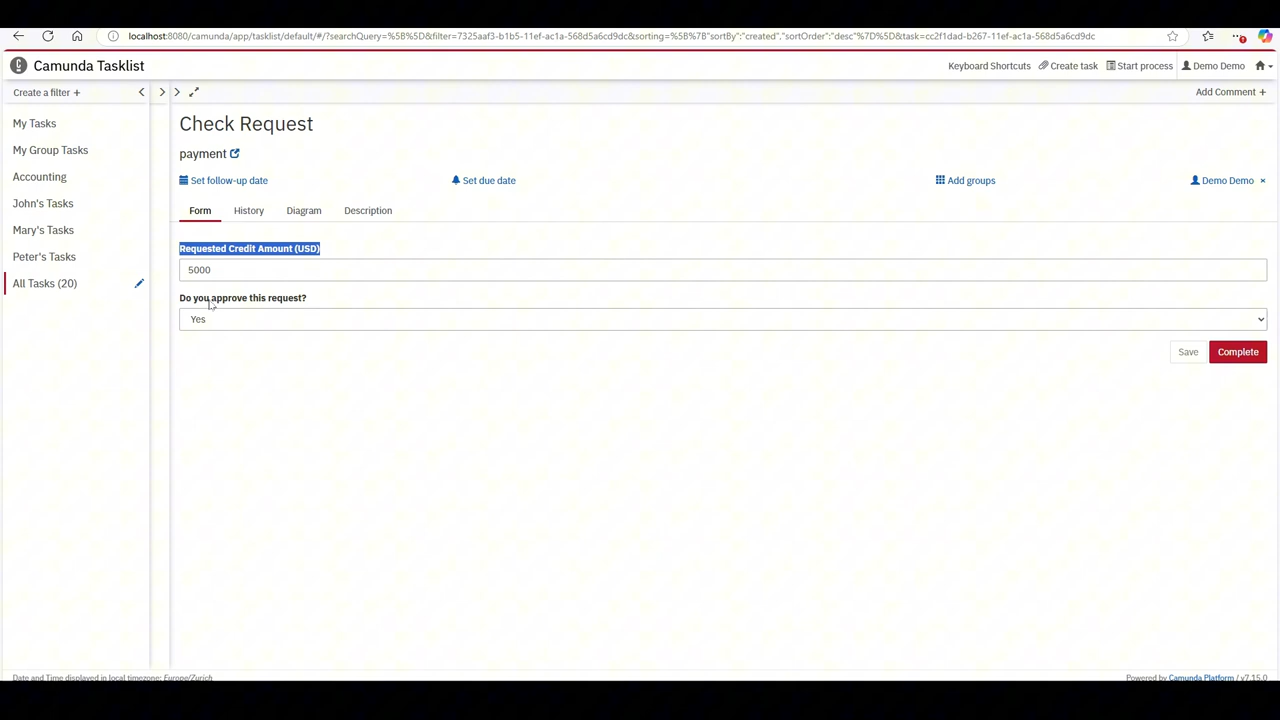 localhost:8080/camunda/app/tasklist/default/#/?searchQuery=%5B%5D&filter=7325aaf3-b1b5-11ef-ac1a-568d5a6cd9dc&sorting=%5B%7B"sortBy":"created","sortOrder":"desc"%7D%5D&task=cc2f1dad-b267-11ef-ac1a-568d5a6cd9dc
Camunda Tasklist
Keyboard Shortcuts Create task Start process Demo Demo
Create a filter +
Add Comment +
My Tasks
My Group Tasks
Accounting
John's Tasks
Mary's Tasks
Peter's Tasks
All Tasks (20)
Check Request
payment
Set follow-up date Set due date Add groups Demo Demo ×
Form History Diagram Description
Requested Credit Amount (USD)
5000
Do you approve this request?
Yes
Save Complete
Date and Time displayed in local timezone: Europe/Zurich
Powered by Camunda Platform / v7.15.0